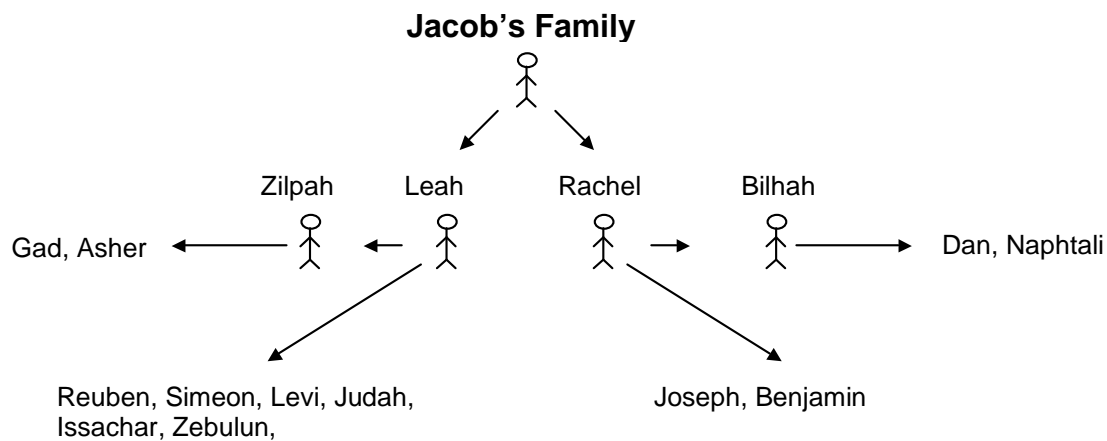 Jacob’s Family
Zilpah Leah Rachel Bilhah
Gad, Asher Dan, Naphtali
Reuben, Simeon, Levi, Judah,
Issachar, Zebulun,
Joseph, Benjamin